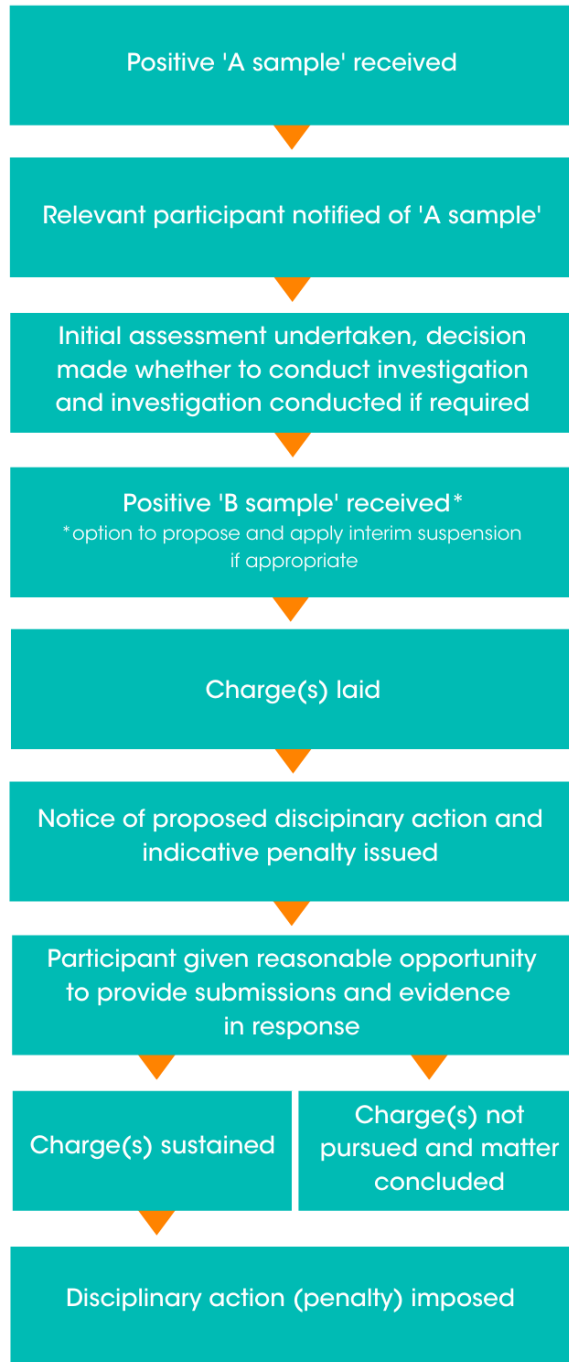 Positive 'A sample' received
Relevant participant notified of 'A sample'
Initial assessment undertaken, decision
made whether to conduct investigation
and investigation conducted if required
Positive 'B sample' received*
*option to propose and apply interim suspension
if appropriate
Charge(s) laid
Notice of proposed discipinary action and
indicative penalty issued
Participant given reasonable opportunity
to provide submissions and evidence
in response
Charge(s) sustained
Charge(s) not
pursued and matter
concluded
Disciplinary action (penalty) imposed